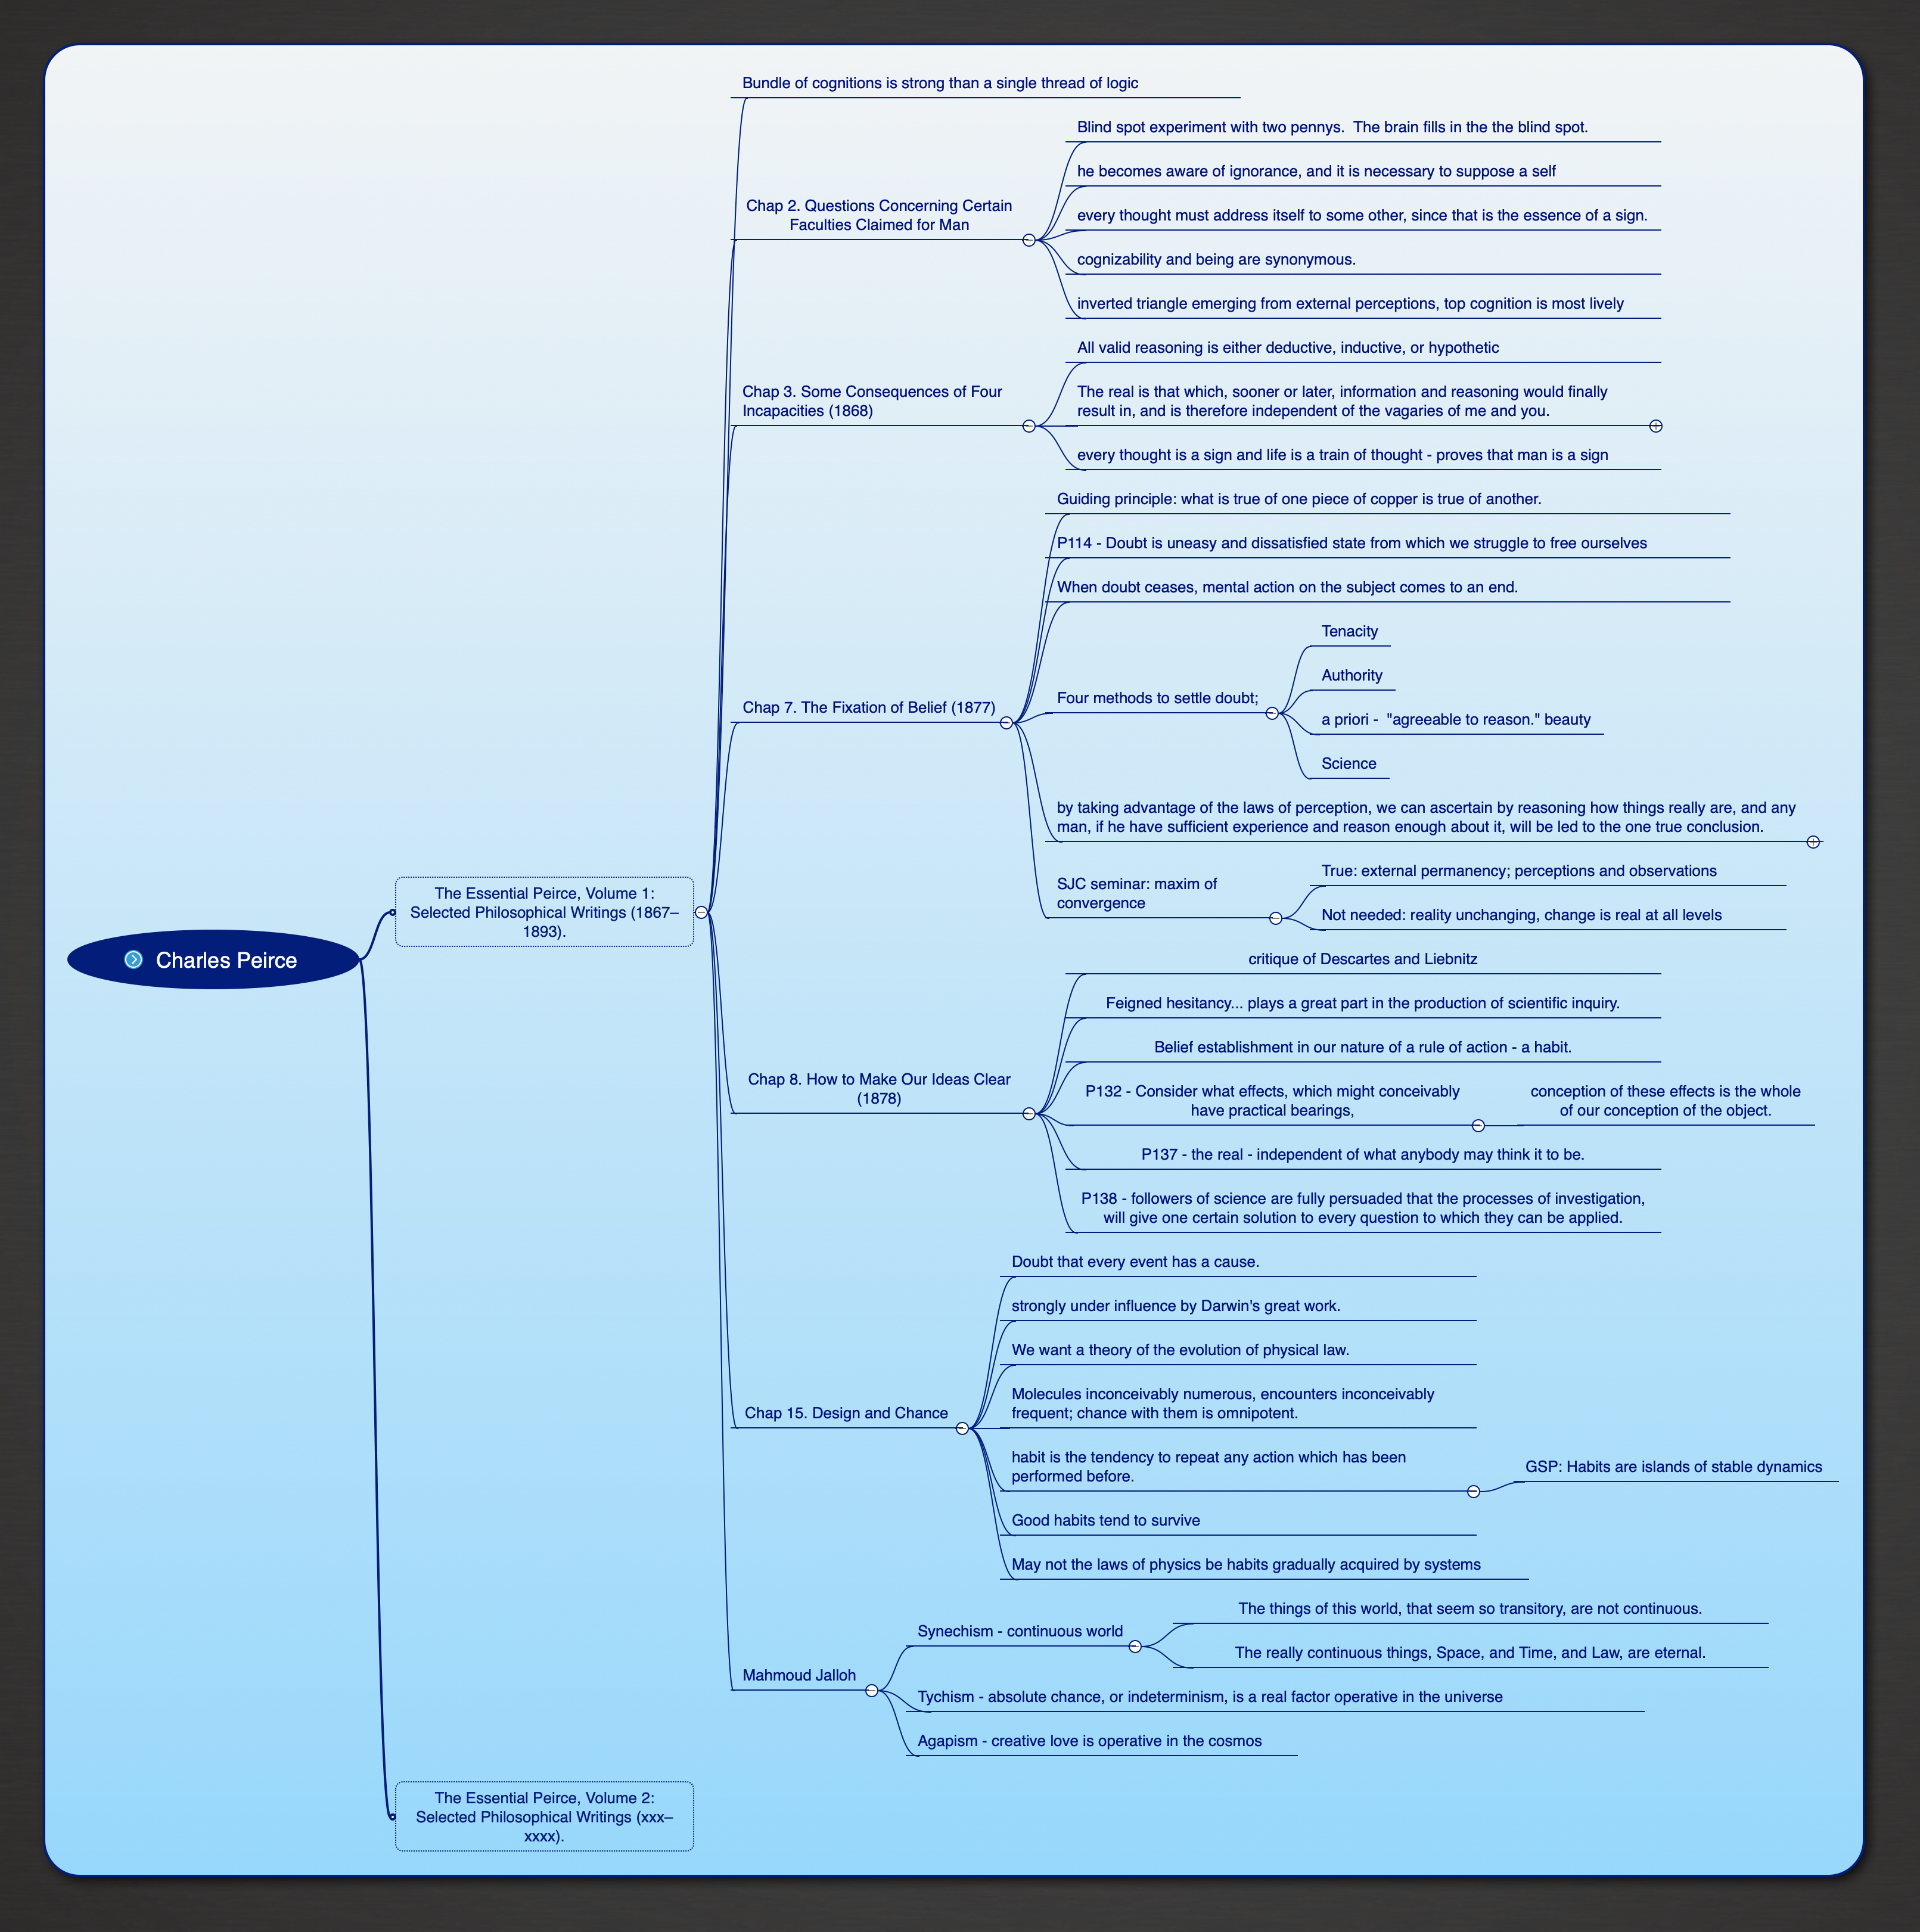 Charles Peirce
The Essential Peirce, Volume 1:
Selected Philosophical Writings (1867–
1893).
Bundle of cognitions is strong than a single thread of logic
Chap 2. Questions Concerning Certain
Faculties Claimed for Man
Blind spot experiment with two pennys.  The brain fills in the the blind spot.
he becomes aware of ignorance, and it is necessary to suppose a self
every thought must address itself to some other, since that is the essence of a sign.
cognizability and being are synonymous.
inverted triangle emerging from external perceptions, top cognition is most lively
Chap 3. Some Consequences of Four
Incapacities (1868)
All valid reasoning is either deductive, inductive, or hypothetic
The real is that which, sooner or later, information and reasoning would finally
result in, and is therefore independent of the vagaries of me and you.
every thought is a sign and life is a train of thought - proves that man is a sign
Chap 7. The Fixation of Belief (1877)
Guiding principle: what is true of one piece of copper is true of another.
P114 - Doubt is uneasy and dissatisfied state from which we struggle to free ourselves
When doubt ceases, mental action on the subject comes to an end.
Four methods to settle doubt;
Tenacity
Authority
a priori -  "agreeable to reason." beauty
Science
by taking advantage of the laws of perception, we can ascertain by reasoning how things really are, and any
man, if he have sufficient experience and reason enough about it, will be led to the one true conclusion.
SJC seminar: maxim of
convergence
True: external permanency; perceptions and observations
Not needed: reality unchanging, change is real at all levels
Chap 8. How to Make Our Ideas Clear
(1878)
critique of Descartes and Liebnitz
Feigned hesitancy... plays a great part in the production of scientific inquiry.
Belief establishment in our nature of a rule of action - a habit.
P132 - Consider what effects, which might conceivably
have practical bearings,
conception of these effects is the whole
of our conception of the object.
P137 - the real - independent of what anybody may think it to be.
P138 - followers of science are fully persuaded that the processes of investigation,
will give one certain solution to every question to which they can be applied.
Chap 15. Design and Chance
Doubt that every event has a cause.
strongly under influence by Darwin's great work.
We want a theory of the evolution of physical law.
Molecules inconceivably numerous, encounters inconceivably
frequent; chance with them is omnipotent.
habit is the tendency to repeat any action which has been
performed before.
GSP: Habits are islands of stable dynamics
Good habits tend to survive
May not the laws of physics be habits gradually acquired by systems
Mahmoud Jalloh
Synechism - continuous world
The things of this world, that seem so transitory, are not continuous.
The really continuous things, Space, and Time, and Law, are eternal.
Tychism - absolute chance, or indeterminism, is a real factor operative in the universe
Agapism - creative love is operative in the cosmos
The Essential Peirce, Volume 2:
Selected Philosophical Writings (xxx–
xxxx).